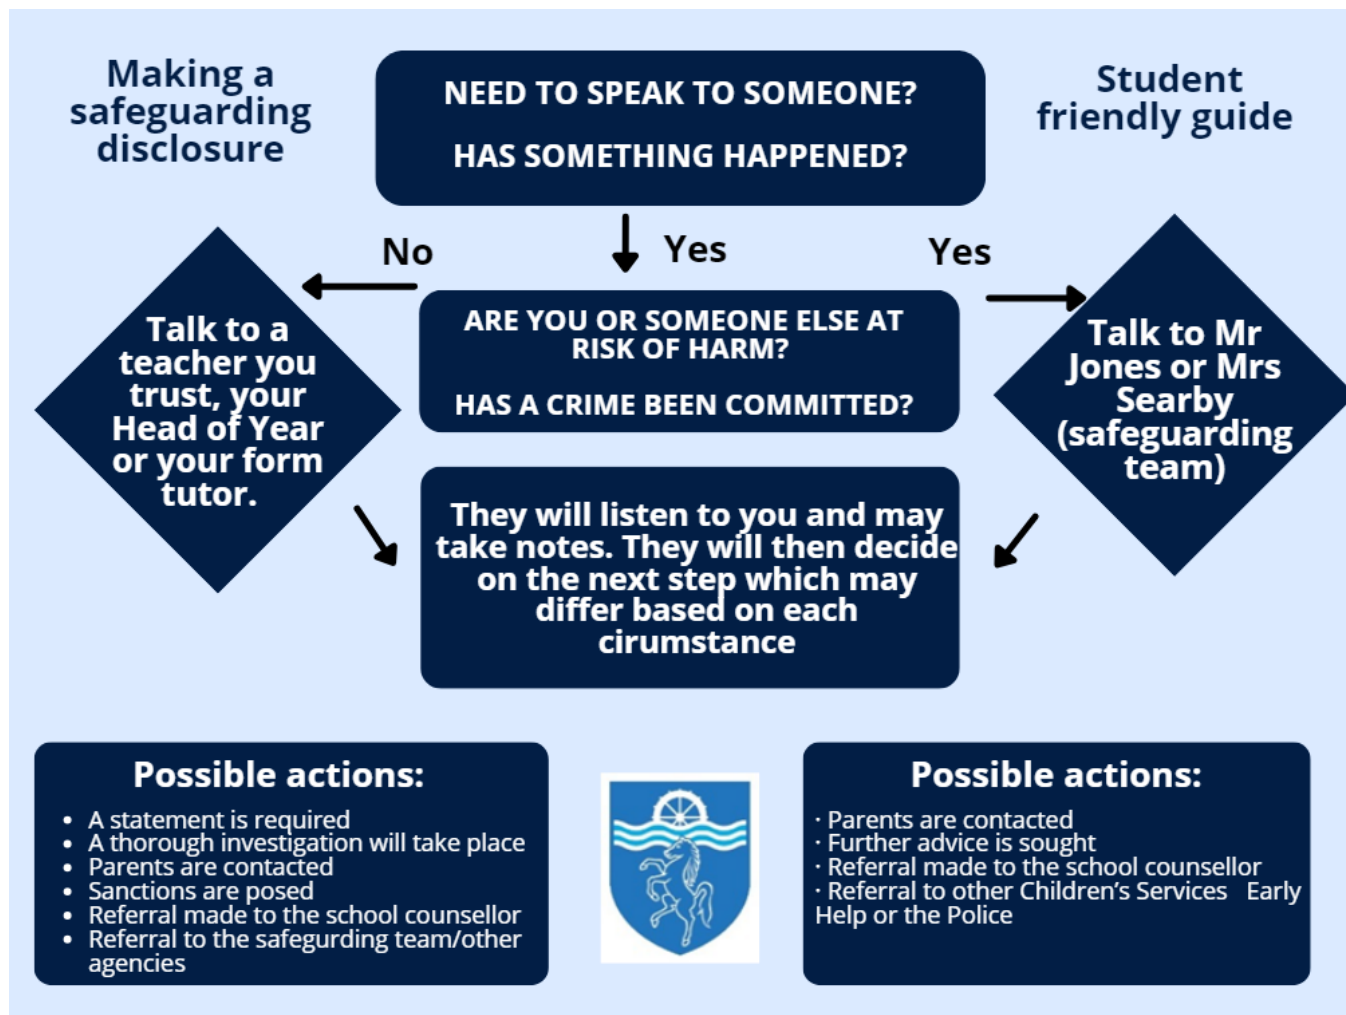 Making a
safeguarding
disclosure
NEED TO SPEAK TO SOMEONE?
HAS SOMETHING HAPPENED?
Student
friendly guide
No
Yes
Yes
Talk to a
teacher you
trust, your
Head of Year
or your form
tutor.
ARE YOU OR SOMEONE ELSE AT
RISK OF HARM?
HAS A CRIME BEEN COMMITTED?
Talk to Mr
Jones or Mrs
Searby
(safeguarding
team)
They will listen to you and may
take notes. They will then decide
on the next step which may
differ based on each
cirumstance
Possible actions:
• A statement is required
• A thorough investigation will take place
• Parents are contacted
• Sanctions are posed
• Referral made to the school counsellor
• Referral to the safegurding team/other
agencies
Possible actions:
· Parents are contacted
· Further advice is sought
· Referral made to the school counsellor
· Referral to other Children’s Services   Early
Help or the Police